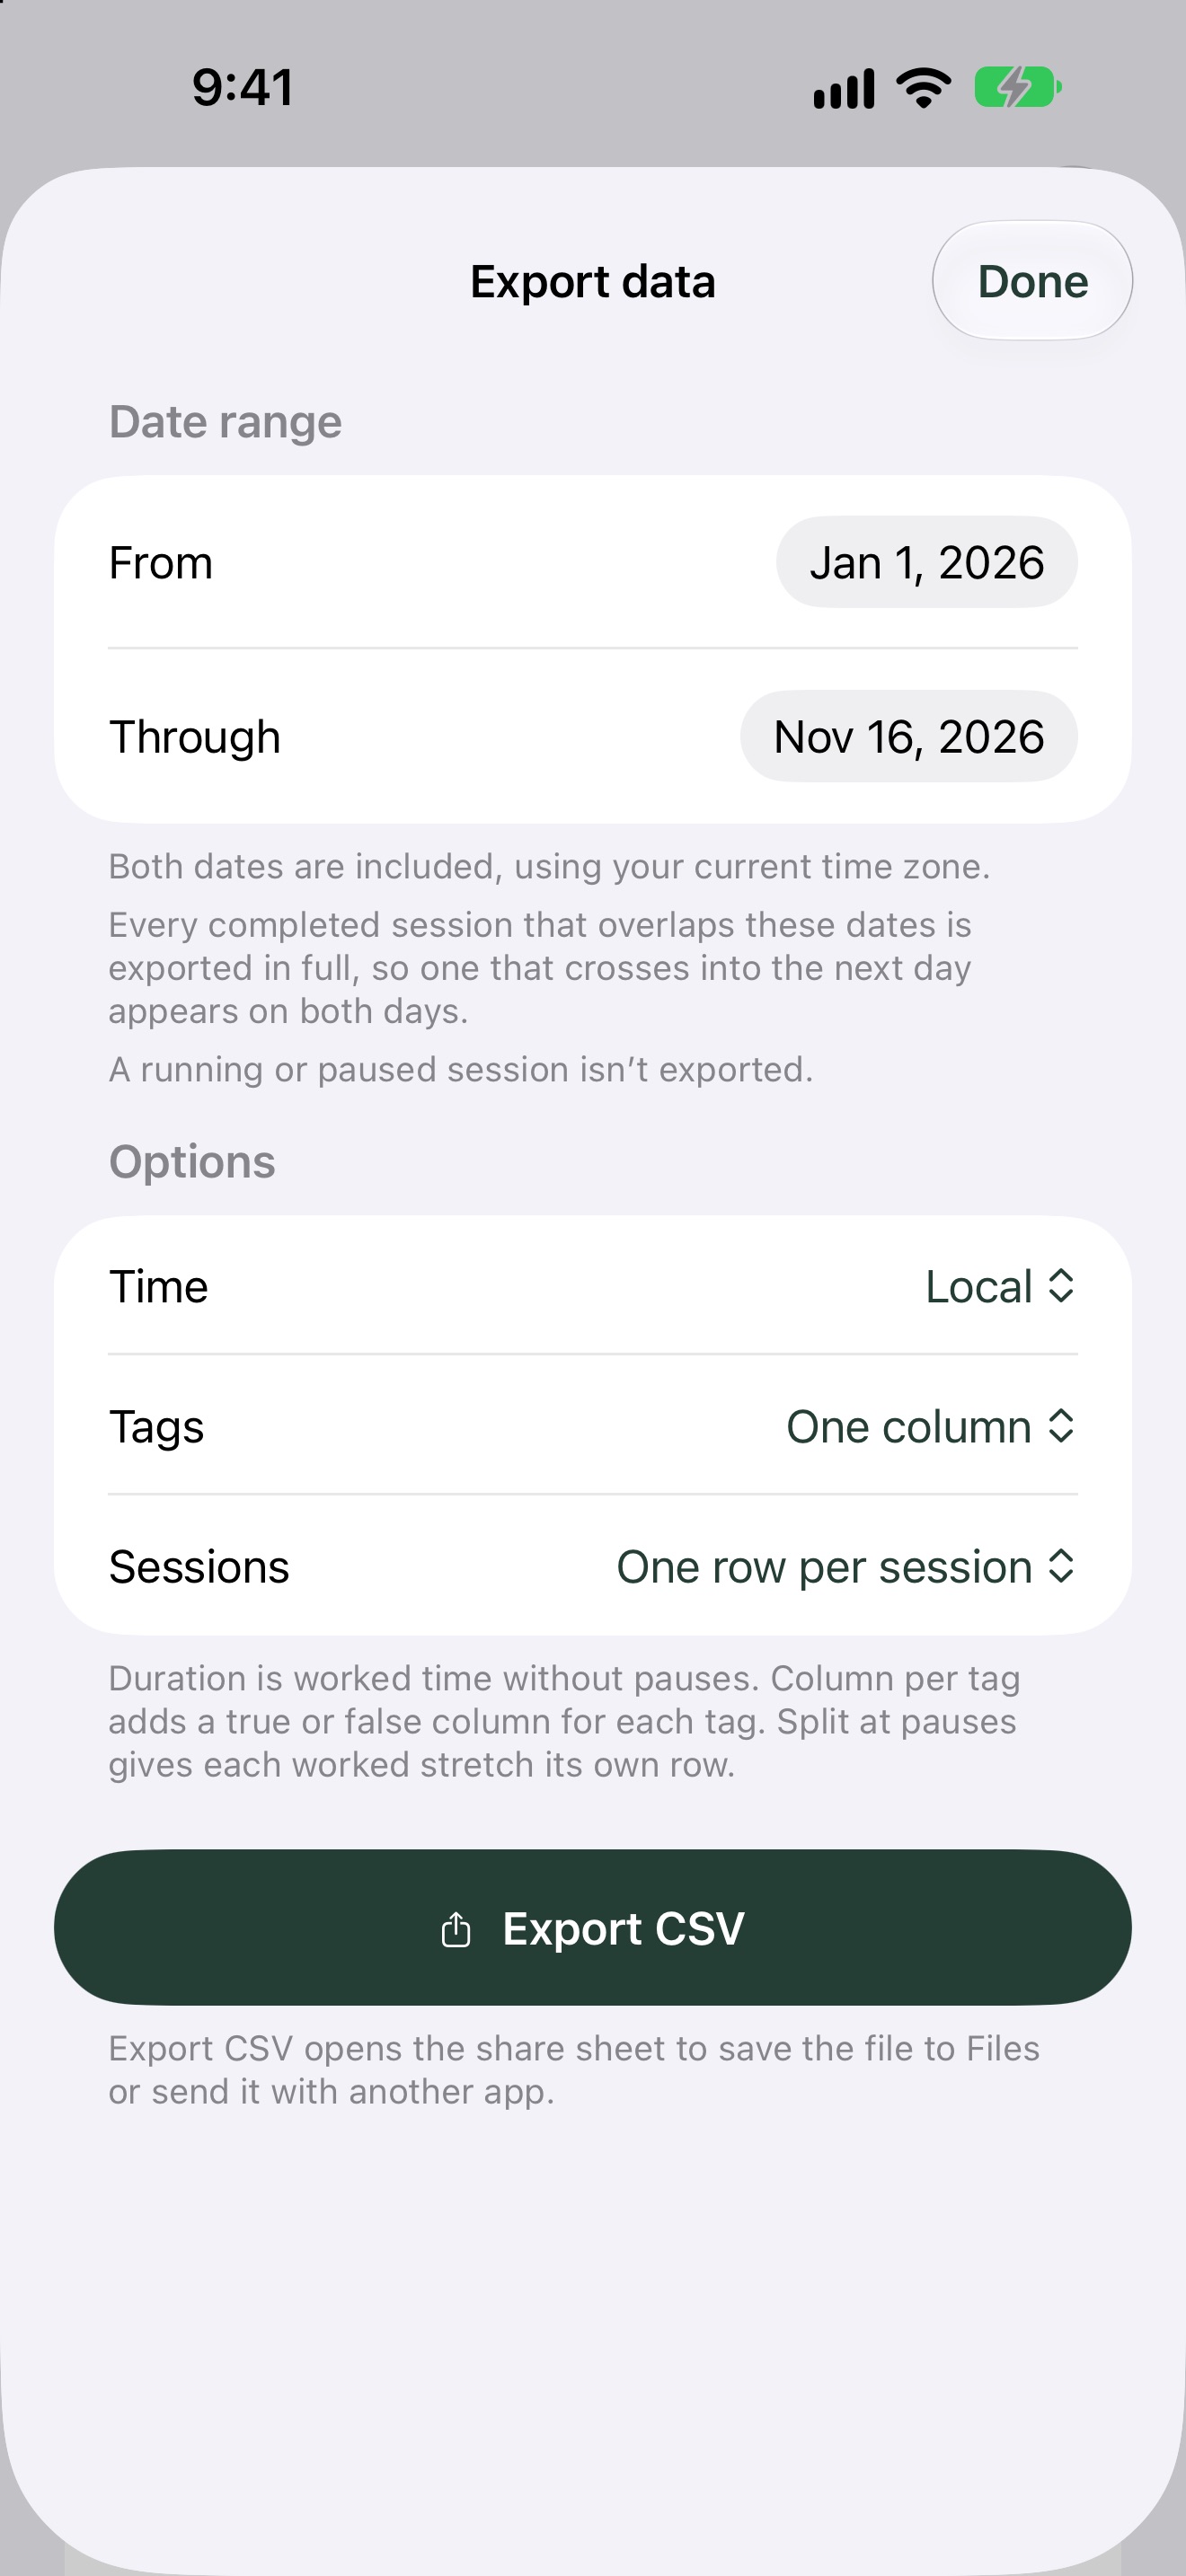 9:41
Export data
Done
Date range
From
Jan 1, 2026
Through
Nov 16, 2026
Both dates are included, using your current time zone.
Every completed session that overlaps these dates is
exported in full, so one that crosses into the next day
appears on both days.
A running or paused session isn’t exported.
Options
Time
Local
Tags
One column
Sessions
One row per session
Duration is worked time without pauses. Column per tag
adds a true or false column for each tag. Split at pauses
gives each worked stretch its own row.
Export CSV
Export CSV opens the share sheet to save the file to Files
or send it with another app.